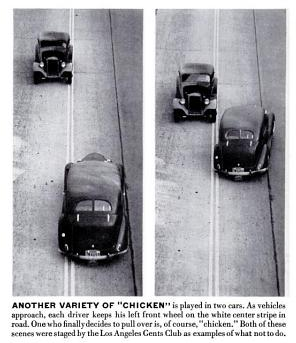 ANOTHER VARIETY OF "CHICKEN" is played in two cars. As vehicles
approach, each driver keeps his left front wheel on the white center stripe in
road. One who finally decides to pull over is, of course, "chicken." Both of these
scenes were staged by the Los Angeles Gents Club as examples of what not to do.